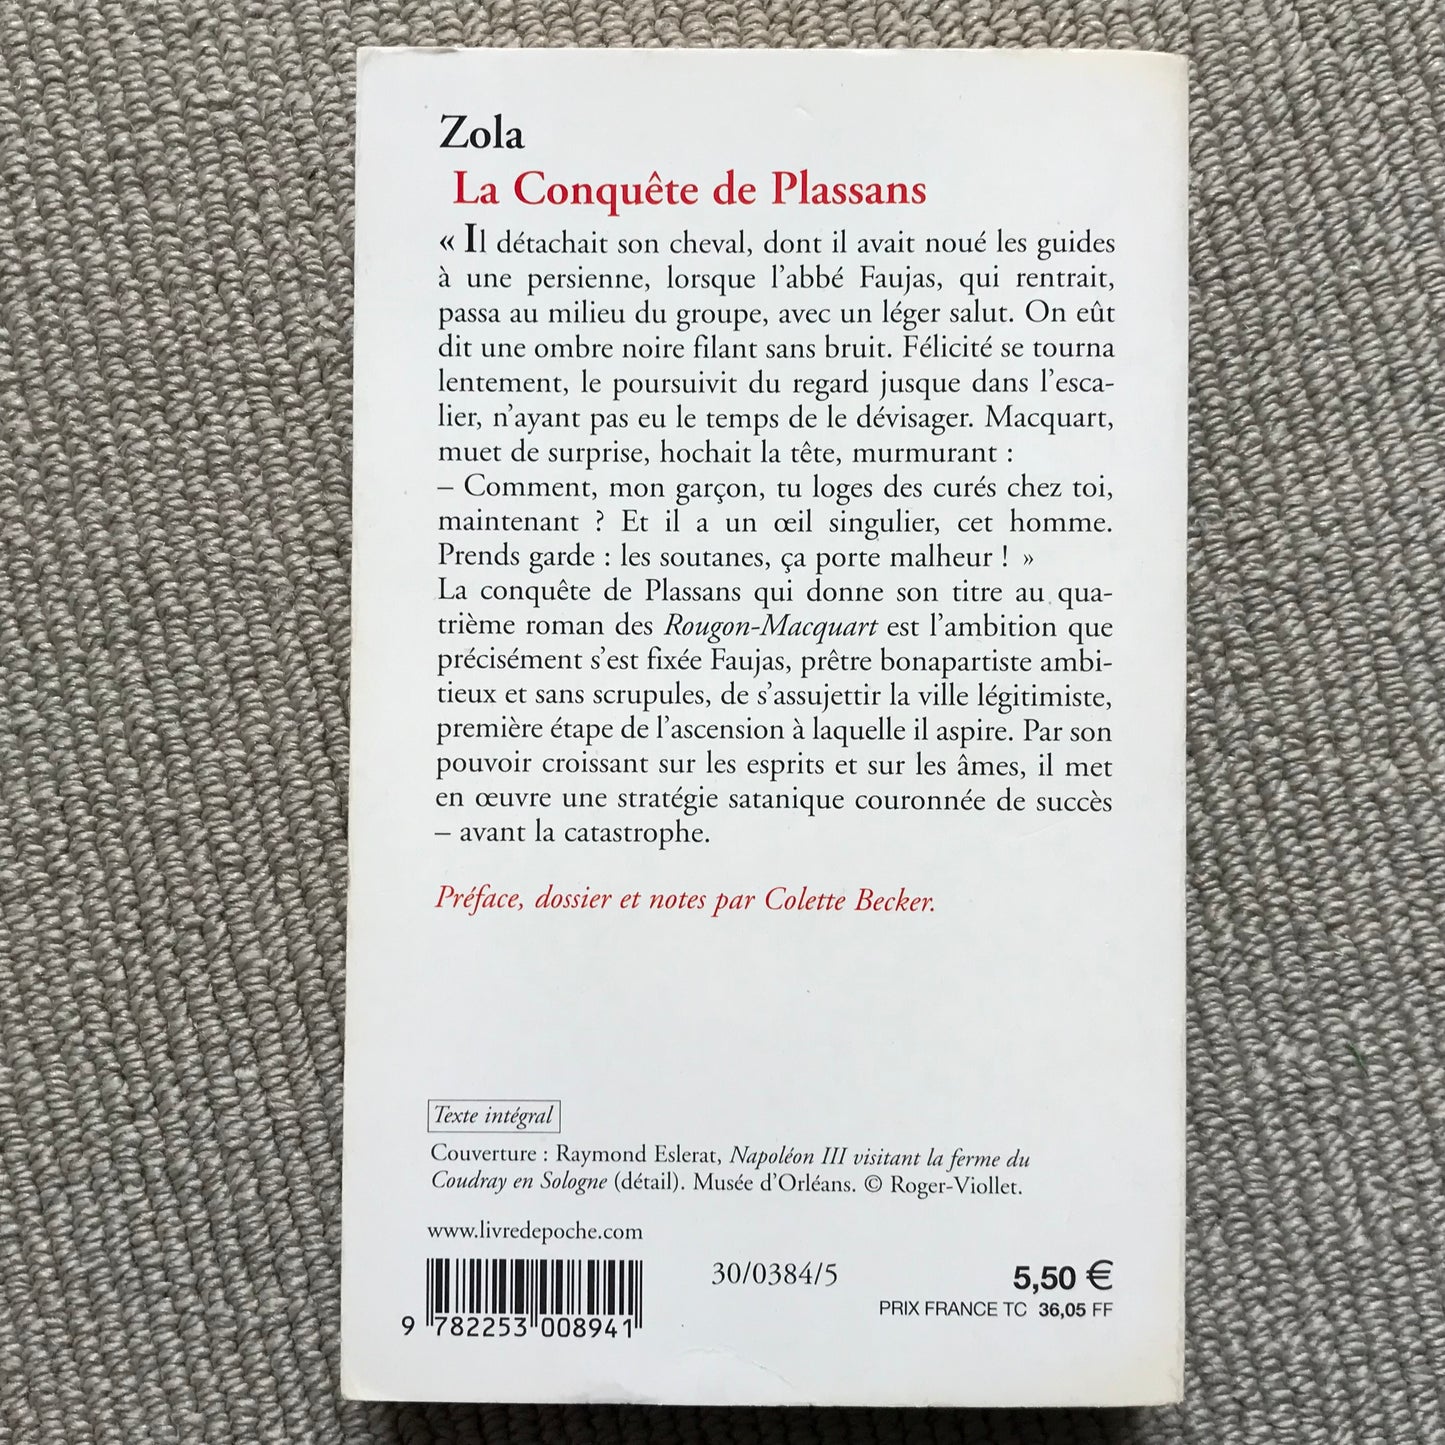 Zola
La Conquête de Plassans
« Il détachait son cheval, dont il avait noué les guides
à une persienne, lorsque l'abbé Faujas, qui rentrait,
passa au milieu du groupe, avec un léger salut. On eût
dit une ombre noire filant sans bruit. Félicité se tourna
lentement, le poursuivit du regard jusque dans l'esca-
lier, n'ayant pas eu le temps de le dévisager. Macquart,
muet de surprise, hochait la tête, murmurant :
– Comment, mon garçon, tu loges des curés chez toi,
maintenant ? Et il a un œil singulier, cet homme.
Prends garde : les soutanes, ça porte malheur ! »
La conquête de Plassans qui donne son titre au qua-
trième roman des Rougon-Macquart est l'ambition que
précisément s'est fixée Faujas, prêtre bonapartiste ambi-
tieux et sans scrupules, de s'assujettir la ville légitimiste,
première étape de l'ascension à laquelle il aspire. Par son
pouvoir croissant sur les esprits et sur les âmes, il met
en œuvre une stratégie satanique couronnée de succès
– avant la catastrophe.
Préface, dossier et notes par Colette Becker.
Texte intégral
Couverture : Raymond Eslerat, Napoléon III visitant la ferme du
Coudray en Sologne (détail). Musée d'Orléans. © Roger-Viollet.
www.livredepoche.com
30/0384/5
5,50 €
PRIX FRANCE TC 36,05 FF
9 782253 008941